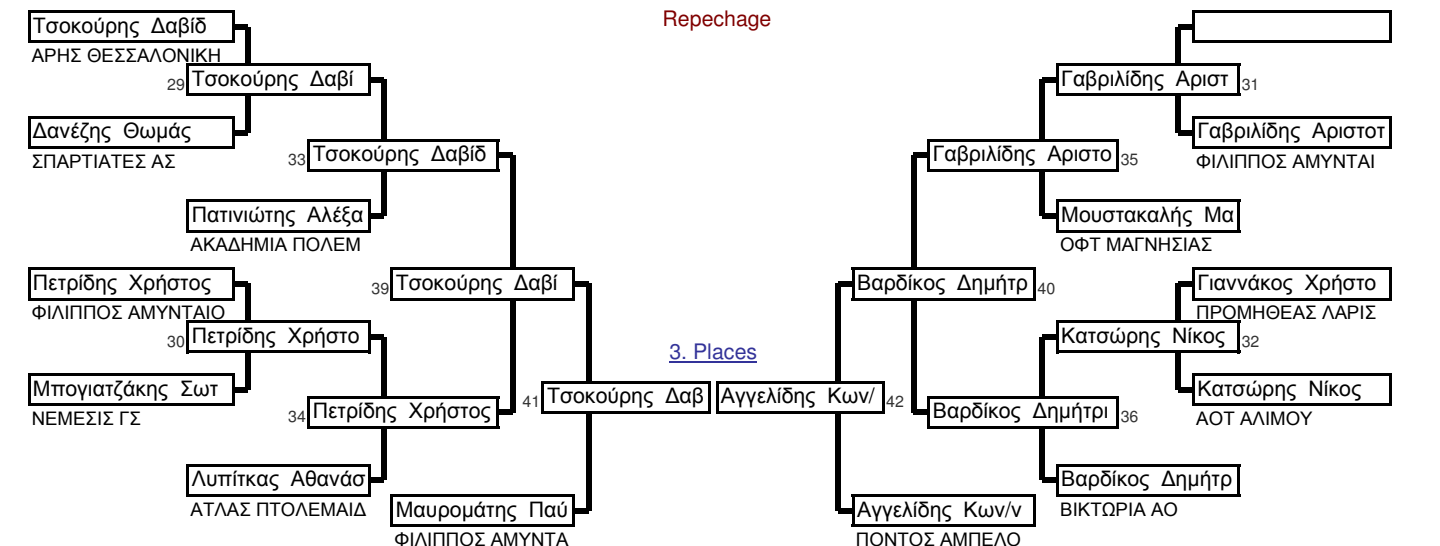 Repechage
Τσοκούρης Δαβίδ
ΑΡΗΣ ΘΕΣΣΑΛΟΝΙΚΗ
29 Τσοκούρης Δαβί
Γαβριλίδης Αριστ 31
Δανέζης Θωμάς
ΣΠΑΡΤΙΑΤΕΣ ΑΣ
Γαβριλίδης Αριστοτ
ΦΙΛΙΠΠΟΣ ΑΜΥΝΤΑΙ
33 Τσοκούρης Δαβίδ
Γαβριλίδης Αριστο 35
Πατινιώτης Αλέξα
ΑΚΑΔΗΜΙΑ ΠΟΛΕΜ
Μουστακαλής Μα
ΟΦΤ ΜΑΓΝΗΣΙΑΣ
Πετρίδης Χρήστος
ΦΙΛΙΠΠΟΣ ΑΜΥΝΤΑΙΟ
39 Τσοκούρης Δαβί
Βαρδίκος Δημήτρ 40
Γιαννάκος Χρήστο
ΠΡΟΜΗΘΕΑΣ ΛΑΡΙΣ
30 Πετρίδης Χρήστο
Κατσώρης Νίκος 32
3. Places
Μπογιατζάκης Σωτ
ΝΕΜΕΣΙΣ ΓΣ
Κατσώρης Νίκος
ΑΟΤ ΑΛΙΜΟΥ
41 Τσοκούρης Δαβ
Αγγελίδης Κων/ 42
34 Πετρίδης Χρήστος
Βαρδίκος Δημήτρι 36
Λυπίτκας Αθανάσ
ΑΤΛΑΣ ΠΤΟΛΕΜΑΙΔ
Βαρδίκος Δημήτρ
ΒΙΚΤΩΡΙΑ ΑΟ
Μαυρομάτης Παύ
ΦΙΛΙΠΠΟΣ ΑΜΥΝΤΑ
Αγγελίδης Κων/ν
ΠΟΝΤΟΣ ΑΜΠΕΛΟ